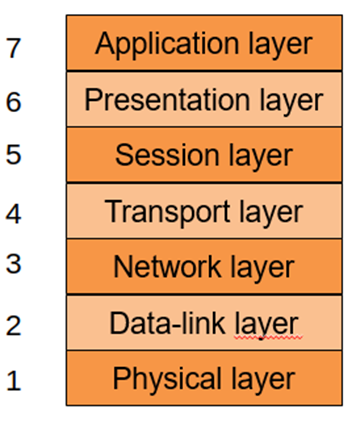 7 Application layer
6 Presentation layer
5 Session layer
4 Transport layer
3 Network layer
2 Data-link layer
1 Physical layer